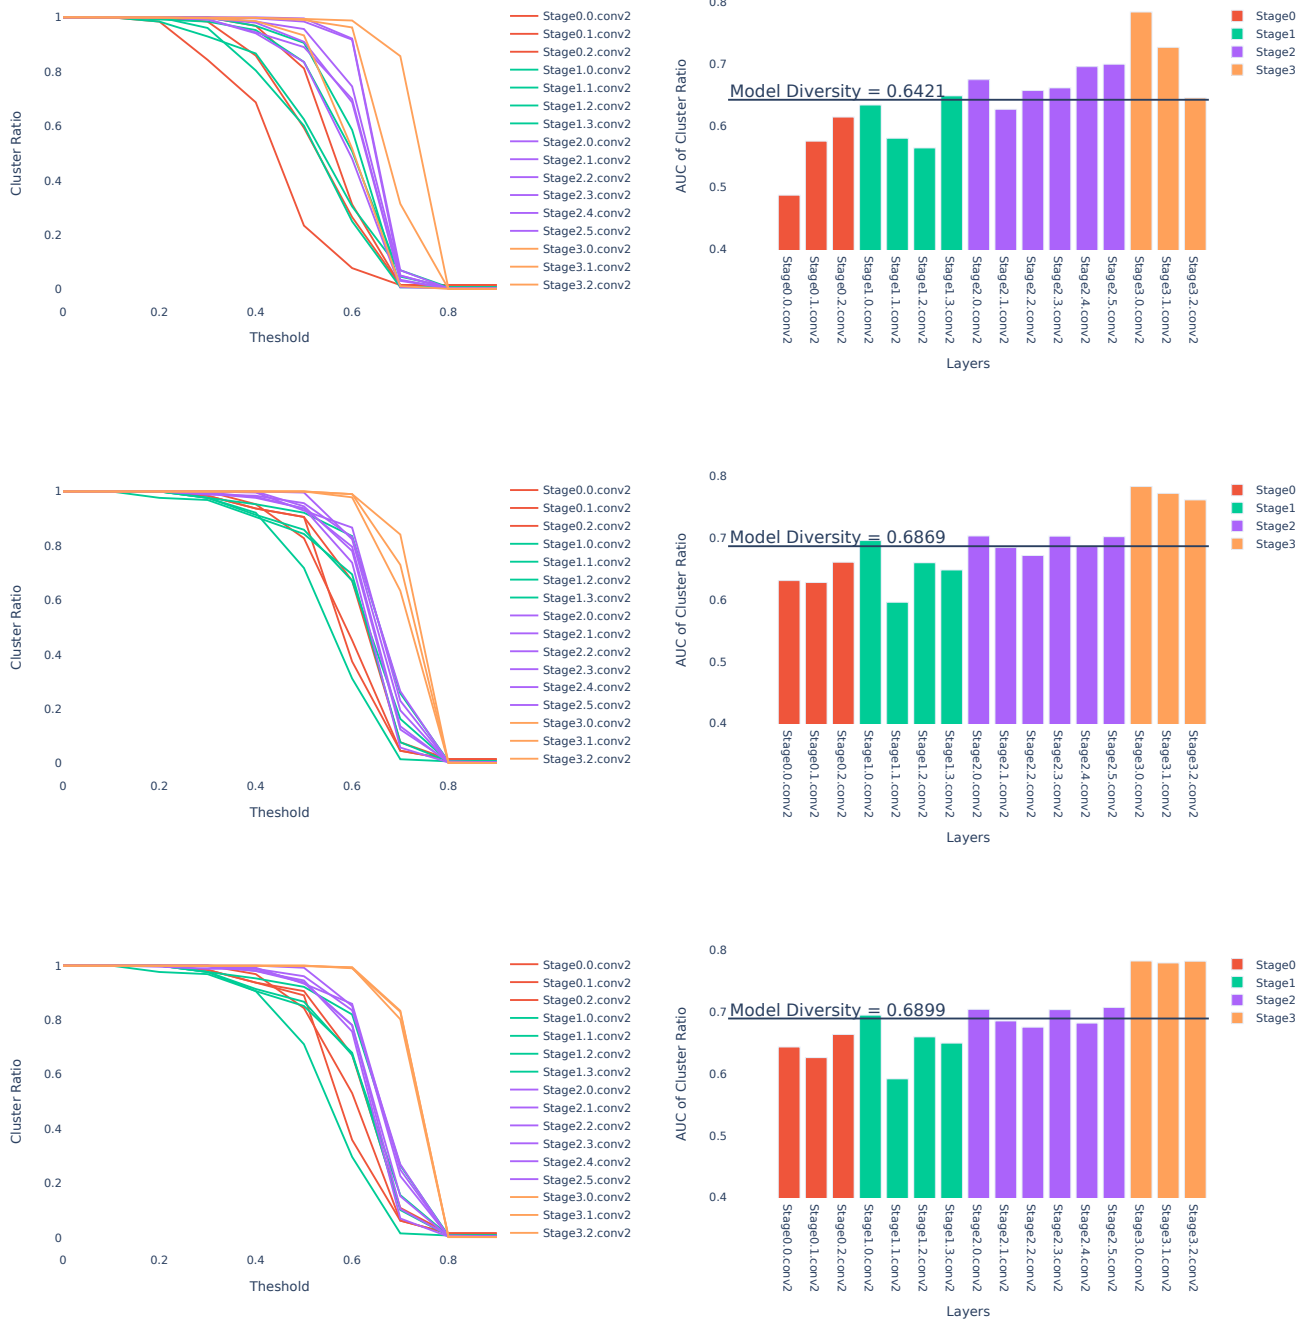 1
0.8
0.6
0.4
0.2
0
Cluster Ratio
0
0.2
0.4
0.6
0.8
Theshold
Stage0.0.conv2
Stage0.1.conv2
Stage0.2.conv2
Stage1.0.conv2
Stage1.1.conv2
Stage1.2.conv2
Stage1.3.conv2
Stage2.0.conv2
Stage2.1.conv2
Stage2.2.conv2
Stage2.3.conv2
Stage2.4.conv2
Stage2.5.conv2
Stage3.0.conv2
Stage3.1.conv2
Stage3.2.conv2
0.8
0.7
0.6
0.5
0.4
AUC of Cluster Ratio
Model Diversity = 0.6421
Stage0.0.conv2
Stage0.1.conv2
Stage0.2.conv2
Stage1.0.conv2
Stage1.1.conv2
Stage1.2.conv2
Stage1.3.conv2
Stage2.0.conv2
Stage2.1.conv2
Stage2.2.conv2
Stage2.3.conv2
Stage2.4.conv2
Stage2.5.conv2
Stage3.0.conv2
Stage3.1.conv2
Stage3.2.conv2
Layers
Stage0
Stage1
Stage2
Stage3
1
0.8
0.6
0.4
0.2
0
Cluster Ratio
0
0.2
0.4
0.6
0.8
Theshold
Stage0.0.conv2
Stage0.1.conv2
Stage0.2.conv2
Stage1.0.conv2
Stage1.1.conv2
Stage1.2.conv2
Stage1.3.conv2
Stage2.0.conv2
Stage2.1.conv2
Stage2.2.conv2
Stage2.3.conv2
Stage2.4.conv2
Stage2.5.conv2
Stage3.0.conv2
Stage3.1.conv2
Stage3.2.conv2
0.8
0.7
0.6
0.5
0.4
AUC of Cluster Ratio
Model Diversity = 0.6869
Stage0.0.conv2
Stage0.1.conv2
Stage0.2.conv2
Stage1.0.conv2
Stage1.1.conv2
Stage1.2.conv2
Stage1.3.conv2
Stage2.0.conv2
Stage2.1.conv2
Stage2.2.conv2
Stage2.3.conv2
Stage2.4.conv2
Stage2.5.conv2
Stage3.0.conv2
Stage3.1.conv2
Stage3.2.conv2
Layers
Stage0
Stage1
Stage2
Stage3
1
0.8
0.6
0.4
0.2
0
Cluster Ratio
0
0.2
0.4
0.6
0.8
Theshold
Stage0.0.conv2
Stage0.1.conv2
Stage0.2.conv2
Stage1.0.conv2
Stage1.1.conv2
Stage1.2.conv2
Stage1.3.conv2
Stage2.0.conv2
Stage2.1.conv2
Stage2.2.conv2
Stage2.3.conv2
Stage2.4.conv2
Stage2.5.conv2
Stage3.0.conv2
Stage3.1.conv2
Stage3.2.conv2
0.8
0.7
0.6
0.5
0.4
AUC of Cluster Ratio
Model Diversity = 0.6899
Stage0.0.conv2
Stage0.1.conv2
Stage0.2.conv2
Stage1.0.conv2
Stage1.1.conv2
Stage1.2.conv2
Stage1.3.conv2
Stage2.0.conv2
Stage2.1.conv2
Stage2.2.conv2
Stage2.3.conv2
Stage2.4.conv2
Stage2.5.conv2
Stage3.0.conv2
Stage3.1.conv2
Stage3.2.conv2
Layers
Stage0
Stage1
Stage2
Stage3